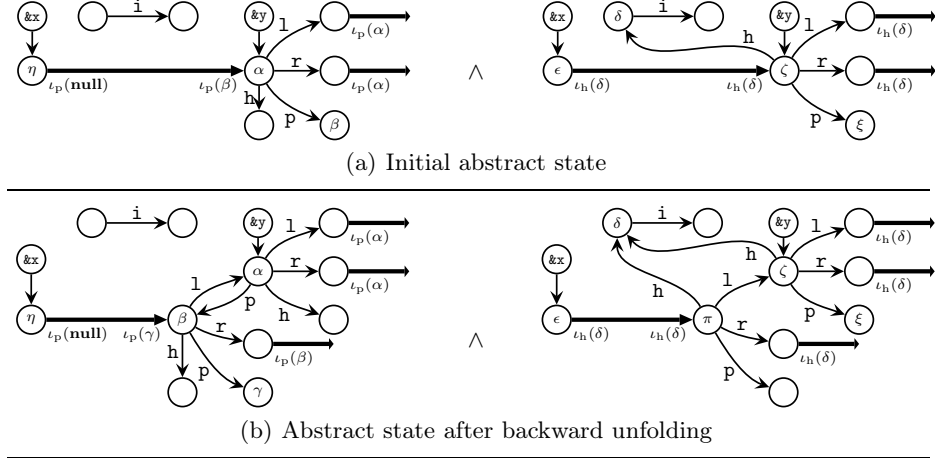 &x i &y l ιp(α) &x δ i &y l ιh(δ)
h
η ιp(null) ιp(β) α r ιp(α) ∧ ϵ ιh(δ) ιh(δ) ζ r ιh(δ)
h p β p ξ
(a) Initial abstract state
i &y l ιp(α) δ i &y l ιh(δ)
&x α r ιp(α) &x h ζ r ιh(δ)
l p h h l p
η ιp(null) ιp(γ) β r ιp(β) ∧ ϵ ιh(δ) ιh(δ) π r ιh(δ) ξ
h p γ p
(b) Abstract state after backward unfolding